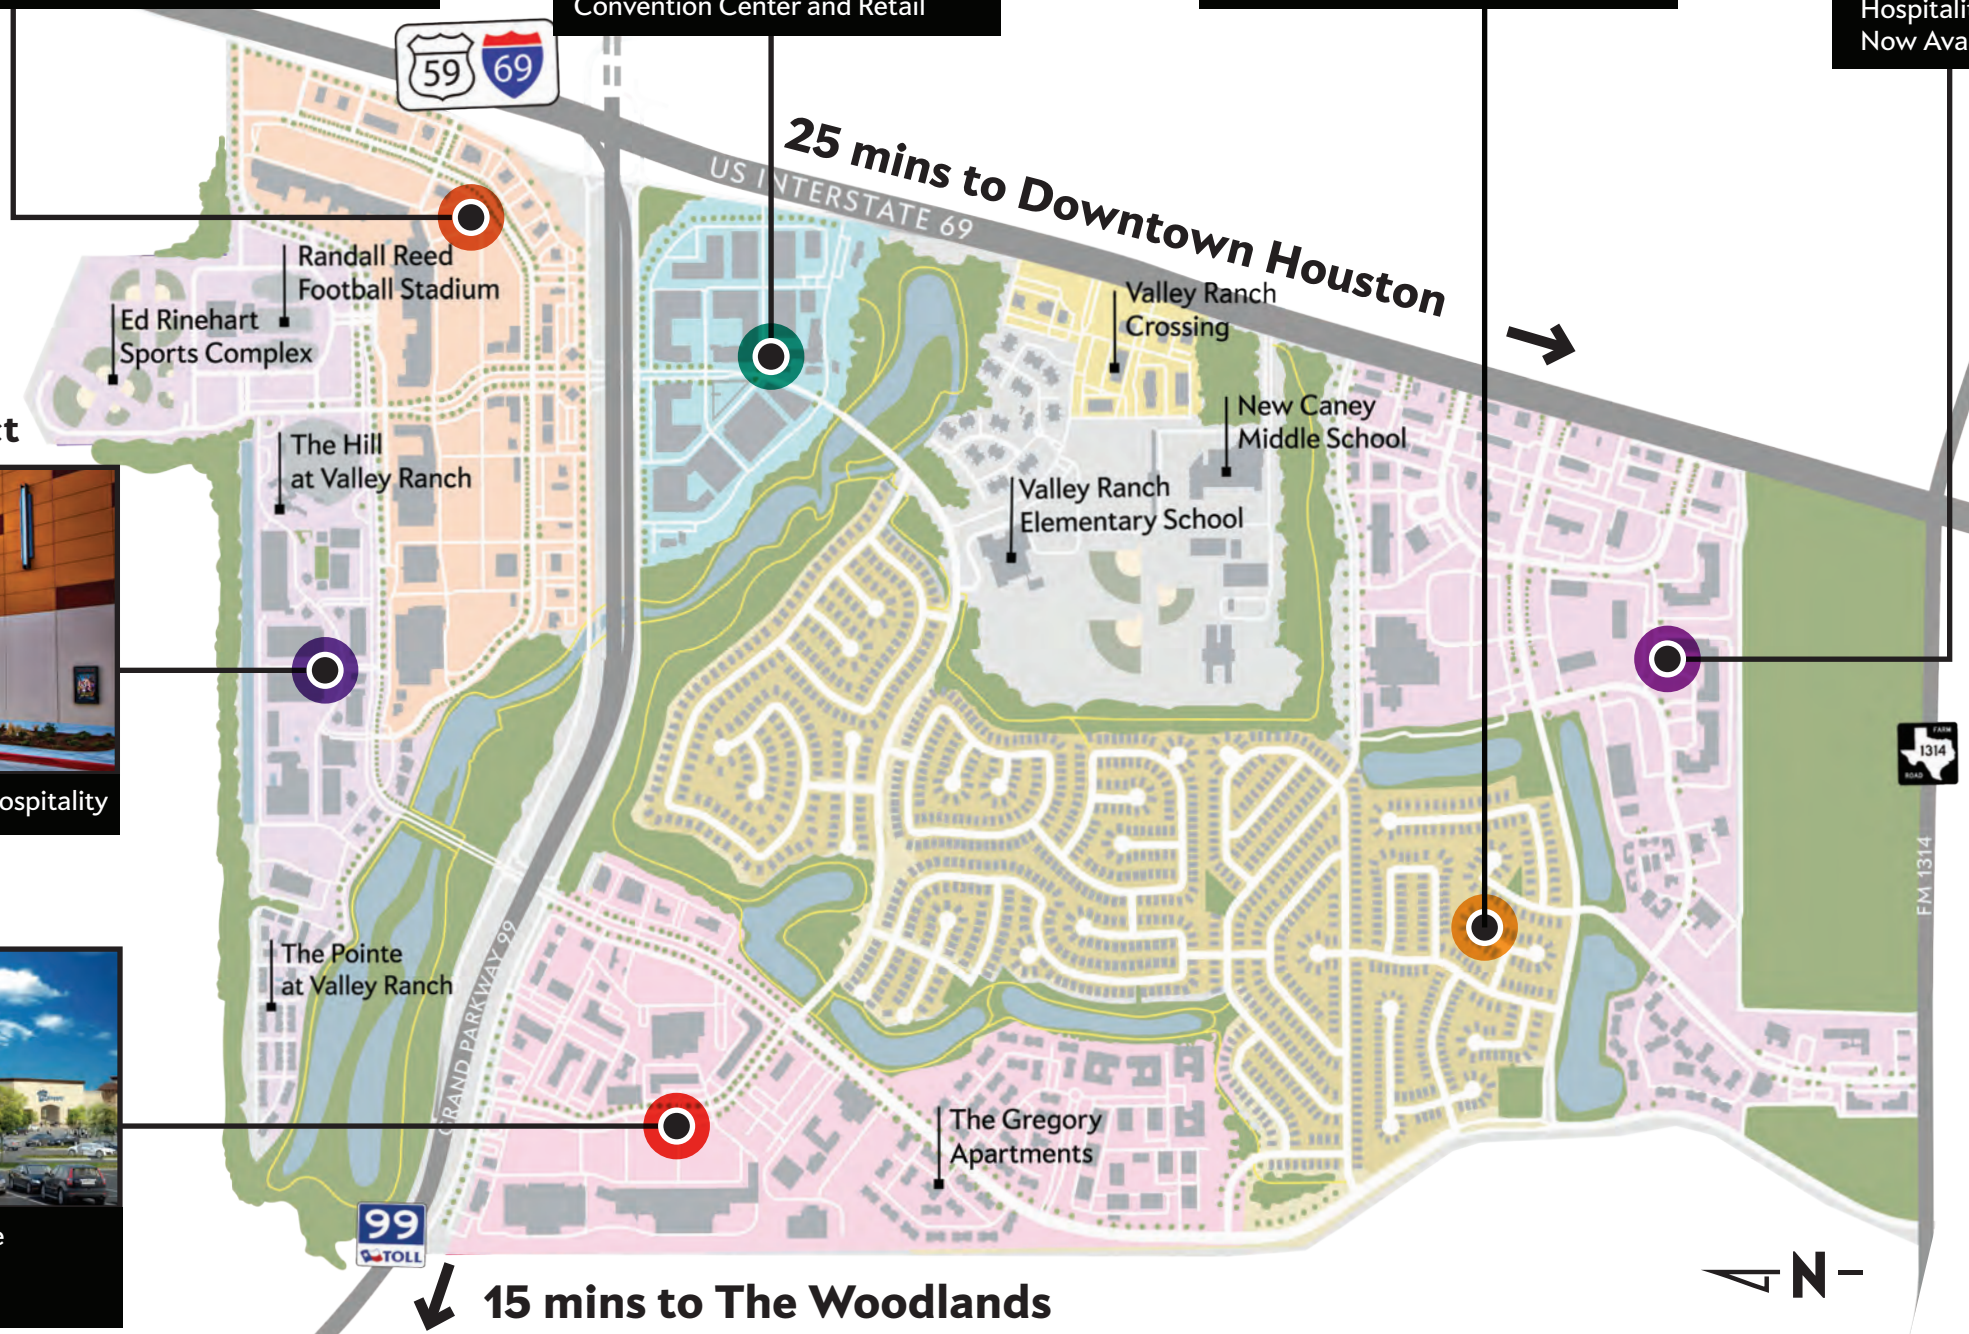 Convention Center and Retail
Now Ava
59
69
25 mins to Downtown Houston
US INTERSTATE 69
Randall Reed
Football Stadium
Ed Rinehart
Sports Complex
Valley Ranch
Crossing
New Caney
Middle School
The Hill
at Valley Ranch
Valley Ranch
Elementary School
ospitality
FARM
1314
ROAD
FM 1314
The Pointe
at Valley Ranch
GRAND PARKWAY 99
The Gregory
Apartments
99
TOLL
15 mins to The Woodlands
N